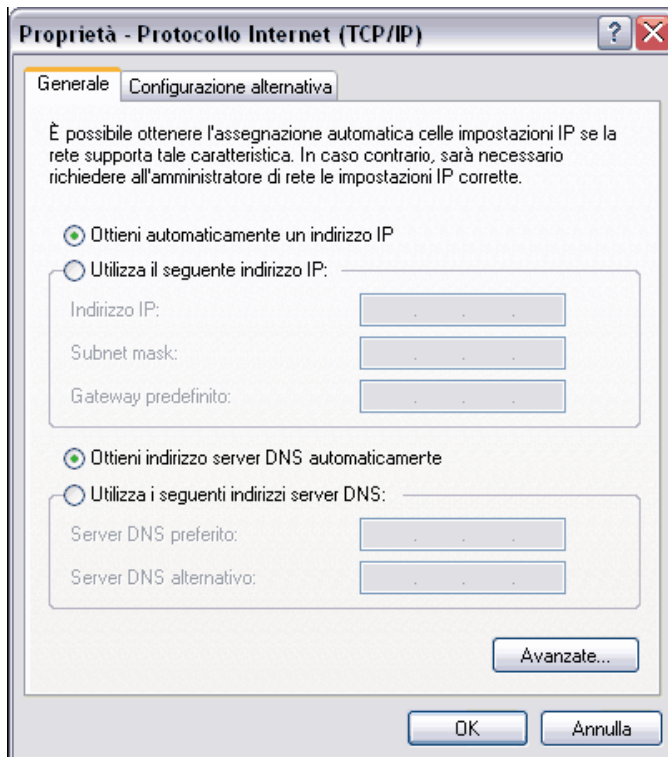 Proprietà - Protocollo Internet (TCP/IP)
Generale
Configurazione alternativa
È possibile ottenere l'assegnazione automatica celle impostazioni IP se la
rete supporta tale caratteristica. In caso contrario, sarà necessario
richiedere all'amministratore di rete le impostazioni IP corrette.
Ottieni automaticamente un indirizzo IP
Utilizza il seguente indirizzo IP:
Indirizzo IP:
Subnet mask:
Gateway predefinito:
Ottieni indirizzo server DNS automaticamerte
Utilizza i seguenti indirizzi server DNS:
Server DNS preferito:
Server DNS alternativo:
Avanzate...
OK
Annulla